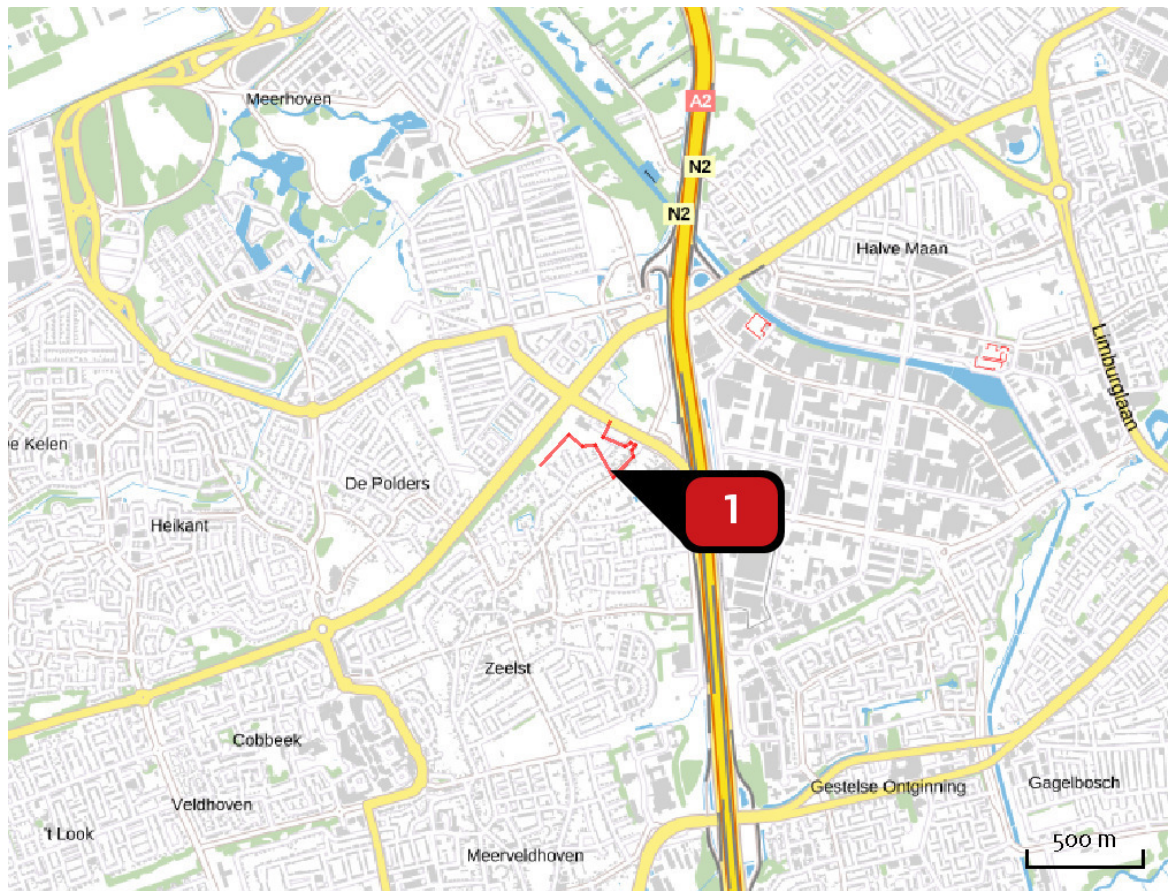 Meerhoven
A2
N2
N2
Halve Maan
Limburglaan
e Kelen
De Polders
Heikant
1
Zeelst
Cobbeek
Veldhoven
't Look
Gestelse Ontginning
Gagelbosch
Meerveldhoven
500 m